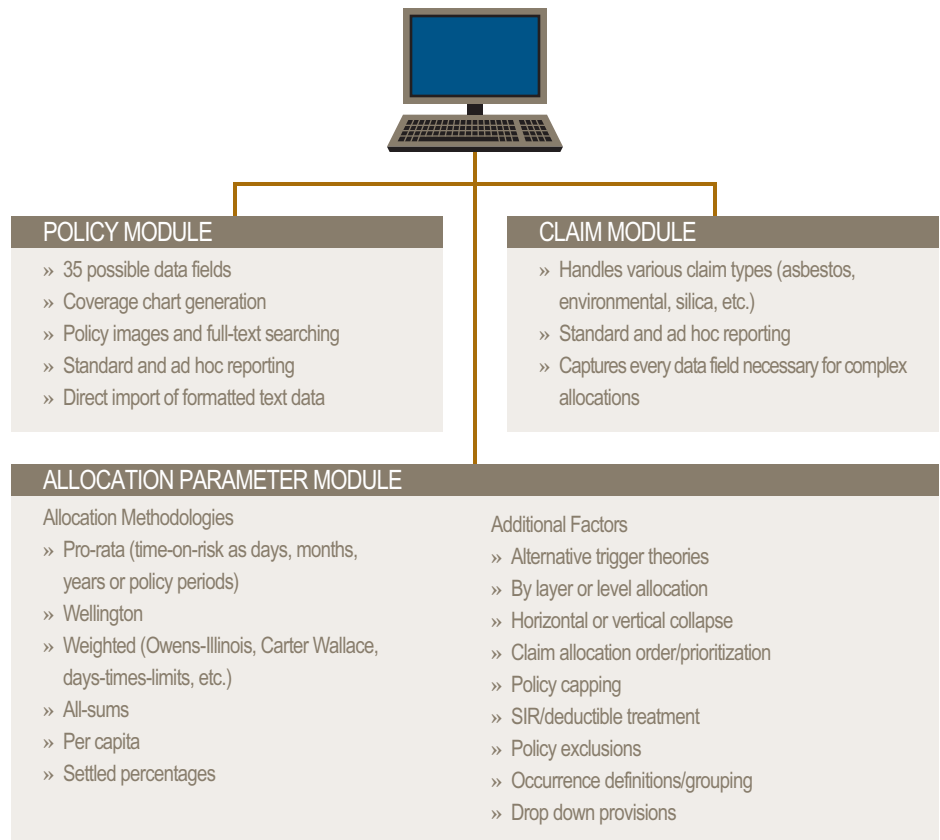 POLICY MODULE
» 35 possible data fields
» Coverage chart generation
» Policy images and full-text searching
» Standard and ad hoc reporting
» Direct import of formatted text data
CLAIM MODULE
» Handles various claim types (asbestos,
environmental, silica, etc.)
» Standard and ad hoc reporting
» Captures every data field necessary for complex
allocations
ALLOCATION PARAMETER MODULE
Allocation Methodologies
» Pro-rata (time-on-risk as days, months,
years or policy periods)
» Wellington
» Weighted (Owens-Illinois, Carter Wallace,
days-times-limits, etc.)
» All-sums
» Per capita
» Settled percentages
Additional Factors
» Alternative trigger theories
» By layer or level allocation
» Horizontal or vertical collapse
» Claim allocation order/prioritization
» Policy capping
» SIR/deductible treatment
» Policy exclusions
» Occurrence definitions/grouping
» Drop down provisions